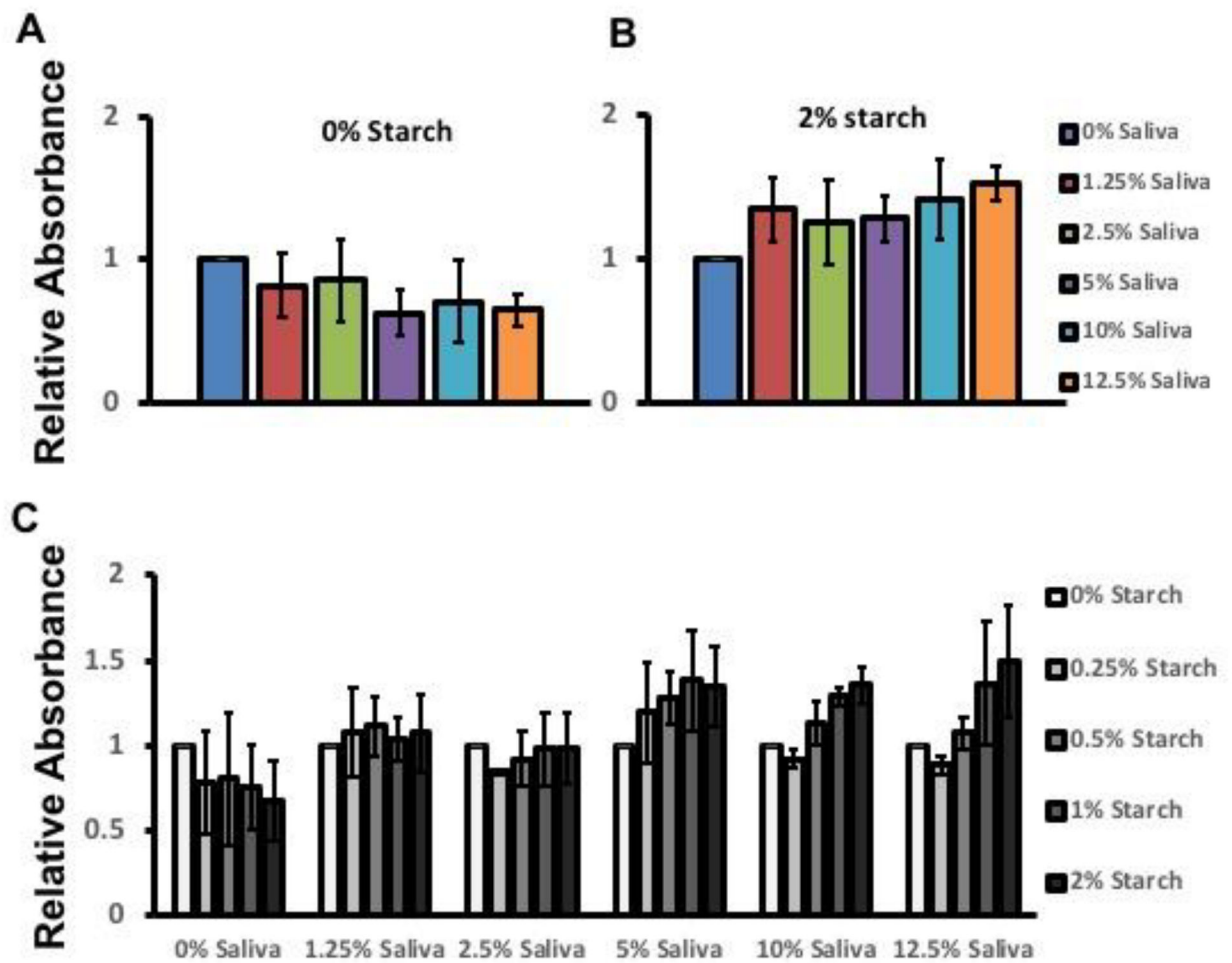 A
B
Relative Absorbance
2
1
0
0% Starch
2
1
0
2% starch
0% Saliva
1.25% Saliva
2.5% Saliva
5% Saliva
10% Saliva
12.5% Saliva
C
Relative Absorbance
2
1.5
1
0.5
0
0% Saliva
1.25% Saliva
2.5% Saliva
5% Saliva
10% Saliva
12.5% Saliva
0% Starch
0.25% Starch
0.5% Starch
1% Starch
2% Starch